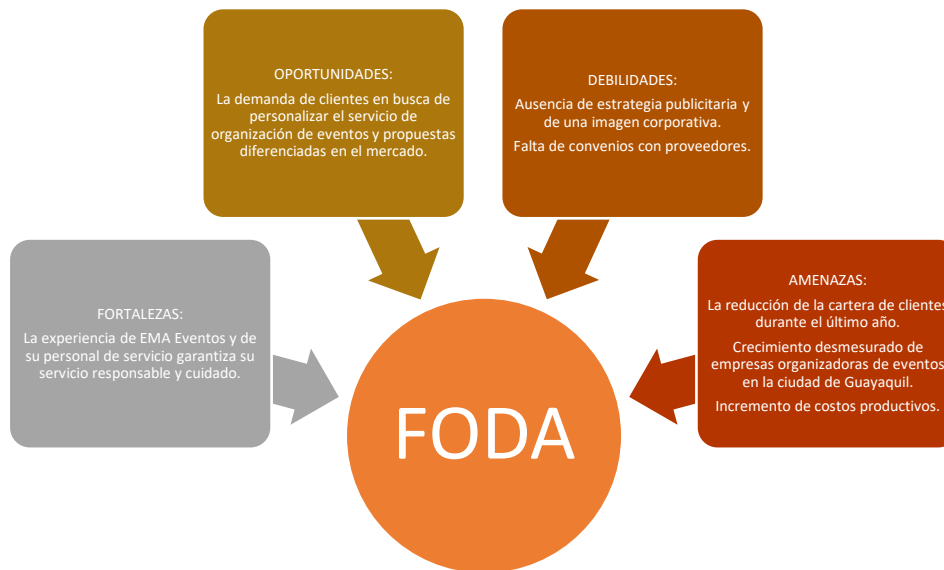 OPORTUNIDADES:
La demanda de clientes en busca de
personalizar el servicio de
organización de eventos y propuestas
diferenciadas en el mercado.
DEBILIDADES:
Ausencia de estrategia publicitaria y
de una imagen corporativa.
Falta de convenios con proveedores.
FORTALEZAS:
La experiencia de EMA Eventos y de
su personal de servicio garantiza su
servicio responsable y cuidado.
AMENAZAS:
La reducción de la cartera de clientes
durante el último año.
Crecimiento desmesurado de
empresas organizadoras de eventos
en la ciudad de Guayaquil.
Incremento de costos productivos.
FODA